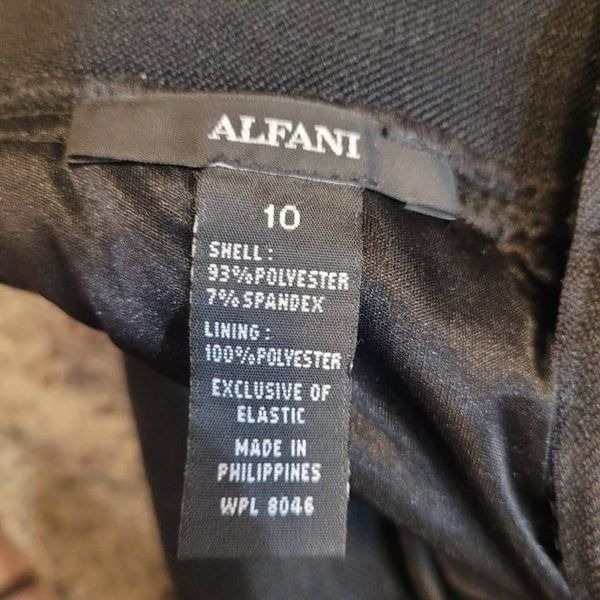 ALFANI
10
SHELL:
93%POLYESTER
7%SPANDEX
LINING:
100%POLYESTER
EXCLUSIVE OF
ELASTIC
MADE IN
PHILIPPINES
WPL 8046